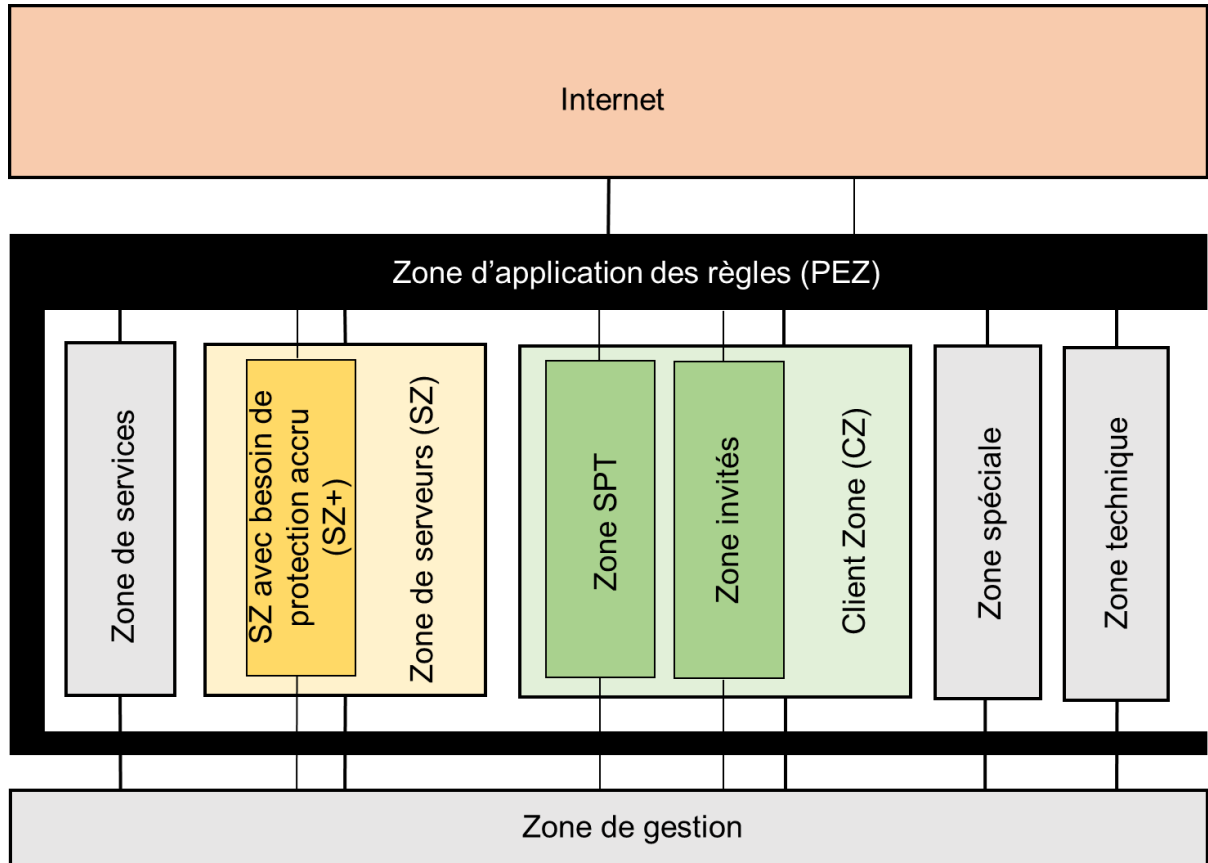 Internet
Zone d’application des règles (PEZ)
Zone de services
SZ avec besoin de
protection accru
(SZ+)
Zone de serveurs (SZ)
Zone SPT
Zone invités
Client Zone (CZ)
Zone spéciale
Zone technique
Zone de gestion